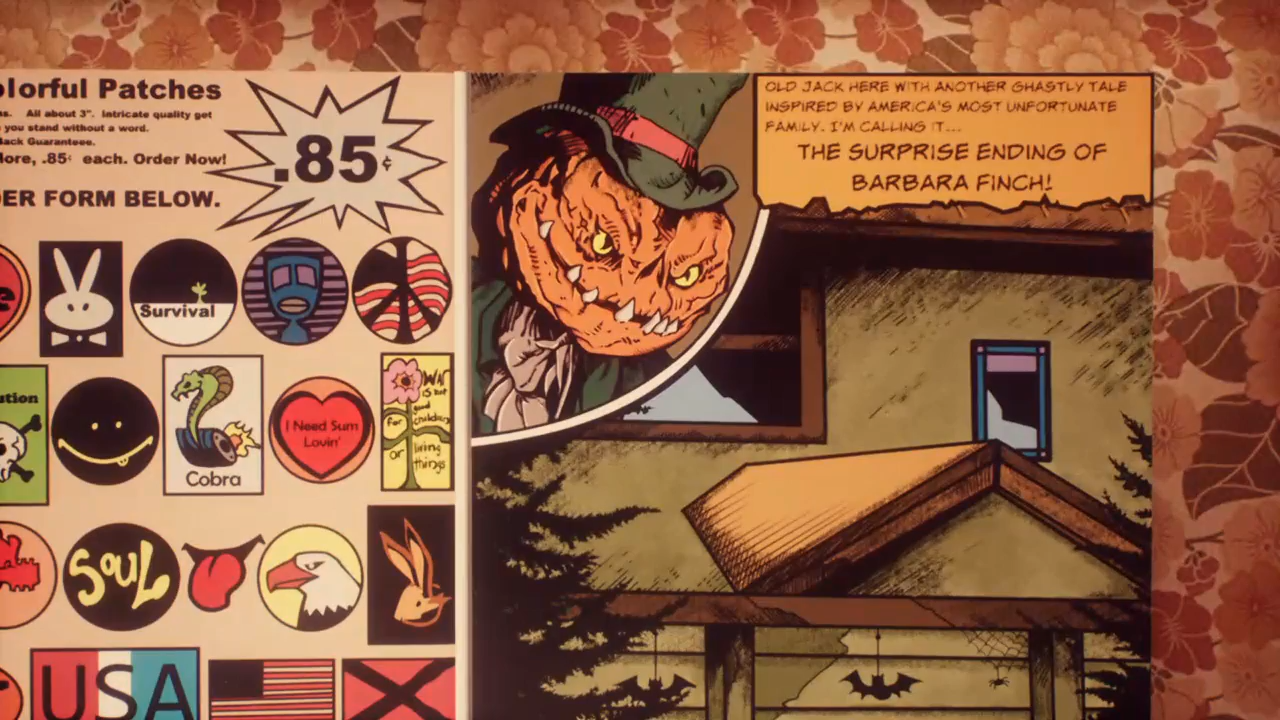 olorful Patches
ns. All about 3". Intricate quality get
you stand without a word.
Back Guarantee.
More, .85¢ each. Order Now!
ER FORM BELOW.
.85¢
Survival
ution
Cobra
I Need Sum
Lovin'
WAR
is not
good
for children
or living
things
SOUL
USA
OLD JACK HERE WITH ANOTHER GHASTLY TALE
INSPIRED BY AMERICA'S MOST UNFORTUNATE
FAMILY. I'M CALLING IT...
THE SURPRISE ENDING OF
BARBARA FINCH!